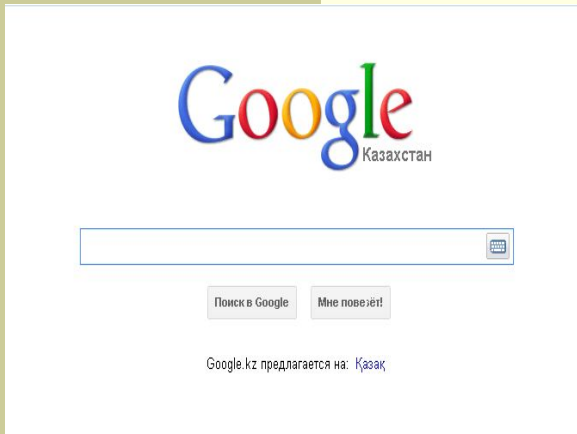 Google
Казахстан
Поиск в Google Мне повезёт!
Google.kz предлагается на: Қазақ